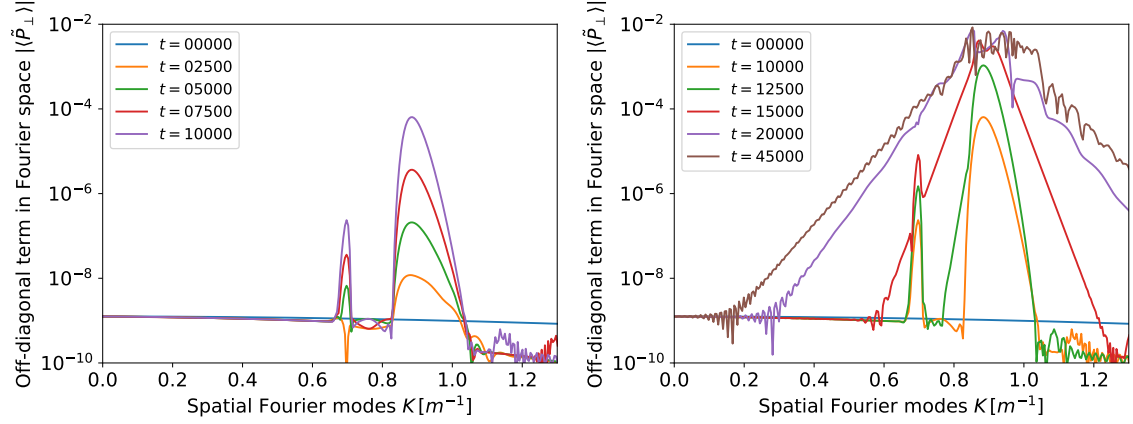 Off-diagonal term in Fourier space |⟨P̃⊥⟩|
10⁻²
10⁻⁴
10⁻⁶
10⁻⁸
10⁻¹⁰
t = 00000
t = 02500
t = 05000
t = 07500
t = 10000
0.0 0.2 0.4 0.6 0.8 1.0 1.2
Spatial Fourier modes K [m⁻¹]
Off-diagonal term in Fourier space |⟨P̃⊥⟩|
10⁻²
10⁻⁴
10⁻⁶
10⁻⁸
10⁻¹⁰
t = 00000
t = 10000
t = 12500
t = 15000
t = 20000
t = 45000
0.0 0.2 0.4 0.6 0.8 1.0 1.2
Spatial Fourier modes K [m⁻¹]